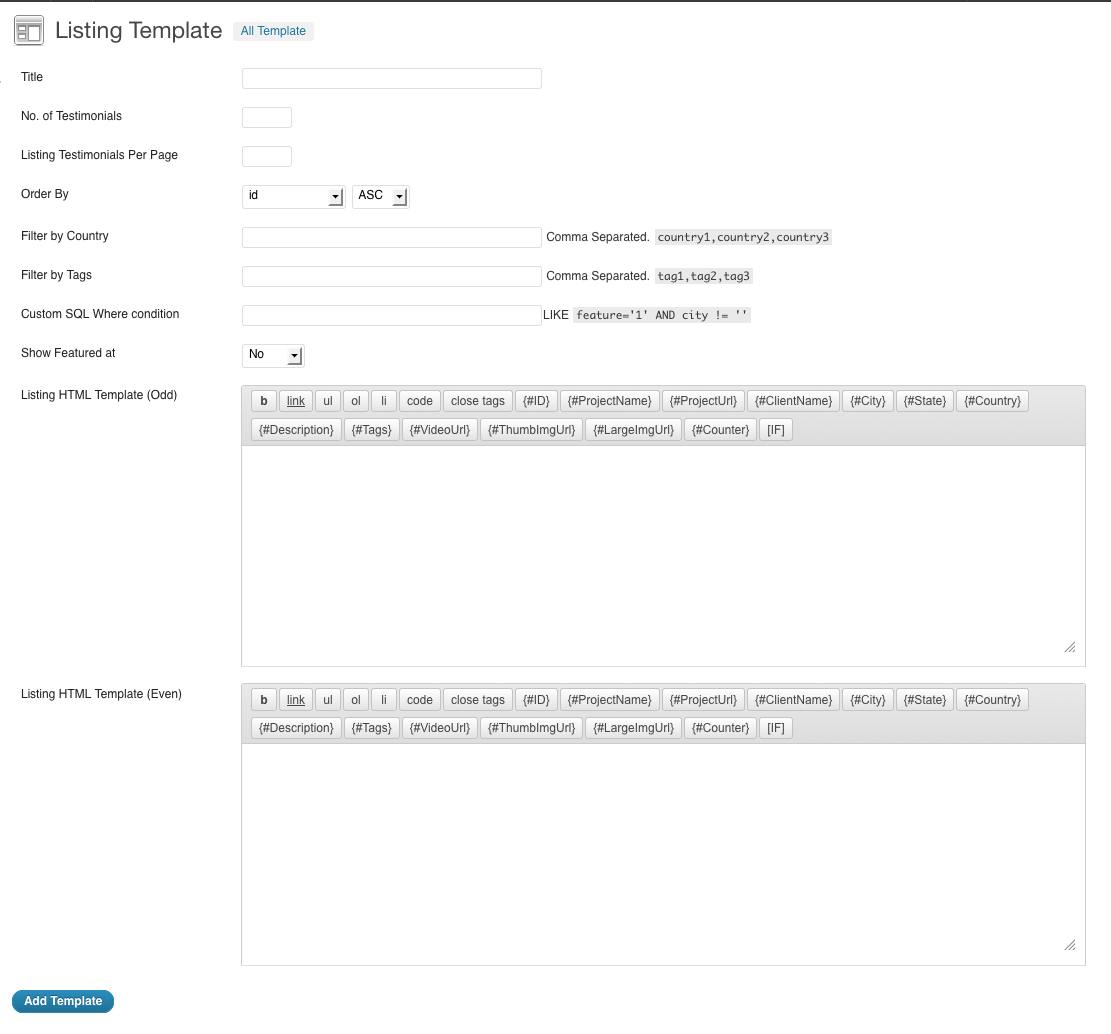 Listing Template All Template
Title
No. of Testimonials
Listing Testimonials Per Page
Order By id ASC
Filter by Country Comma Separated. country1,country2,country3
Filter by Tags Comma Separated. tag1,tag2,tag3
Custom SQL Where condition LIKE feature='1' AND city != ''
Show Featured at No
Listing HTML Template (Odd) b link ul ol li code close tags {#ID} {#ProjectName} {#ProjectUrl} {#ClientName} {#City} {#State} {#Country}
{#Description} {#Tags} {#VideoUrl} {#ThumbImgUrl} {#LargeImgUrl} {#Counter} [IF]
Listing HTML Template (Even) b link ul ol li code close tags {#ID} {#ProjectName} {#ProjectUrl} {#ClientName} {#City} {#State} {#Country}
{#Description} {#Tags} {#VideoUrl} {#ThumbImgUrl} {#LargeImgUrl} {#Counter} [IF]
Add Template